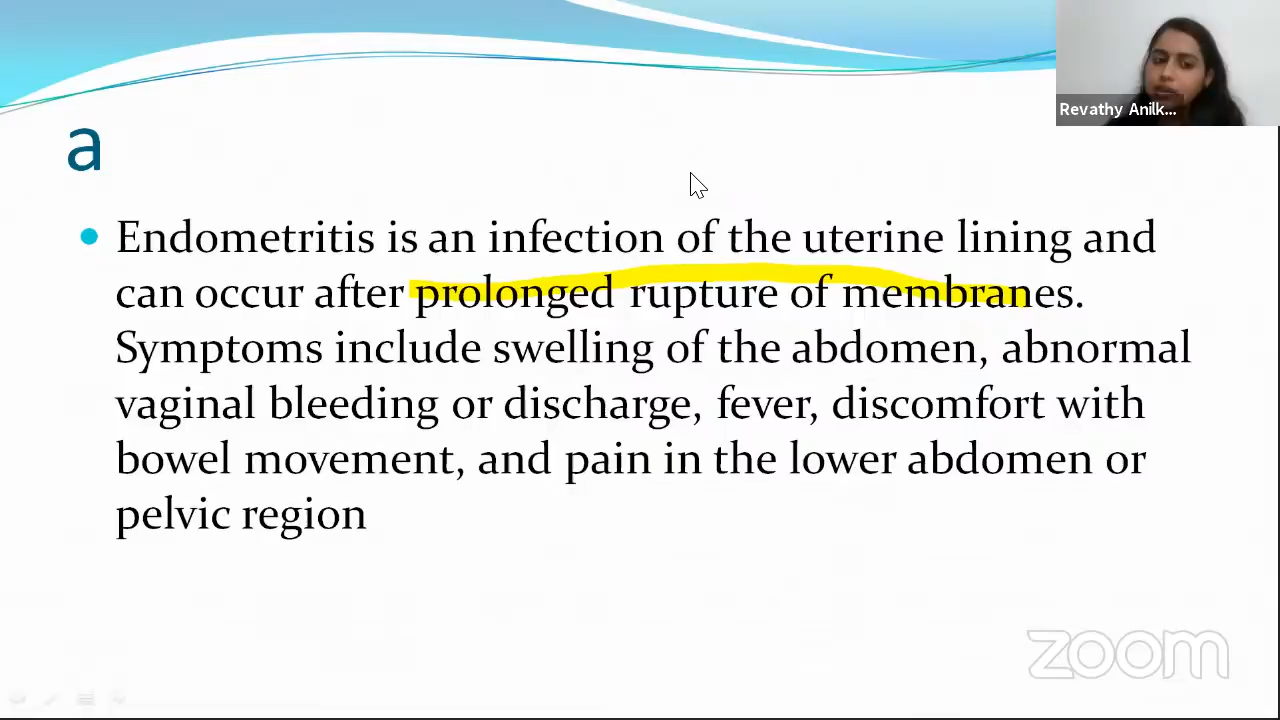 Revathy Anilk...
a
Endometritis is an infection of the uterine lining and
can occur after prolonged rupture of membranes.
Symptoms include swelling of the abdomen, abnormal
vaginal bleeding or discharge, fever, discomfort with
bowel movement, and pain in the lower abdomen or
pelvic region
zoom